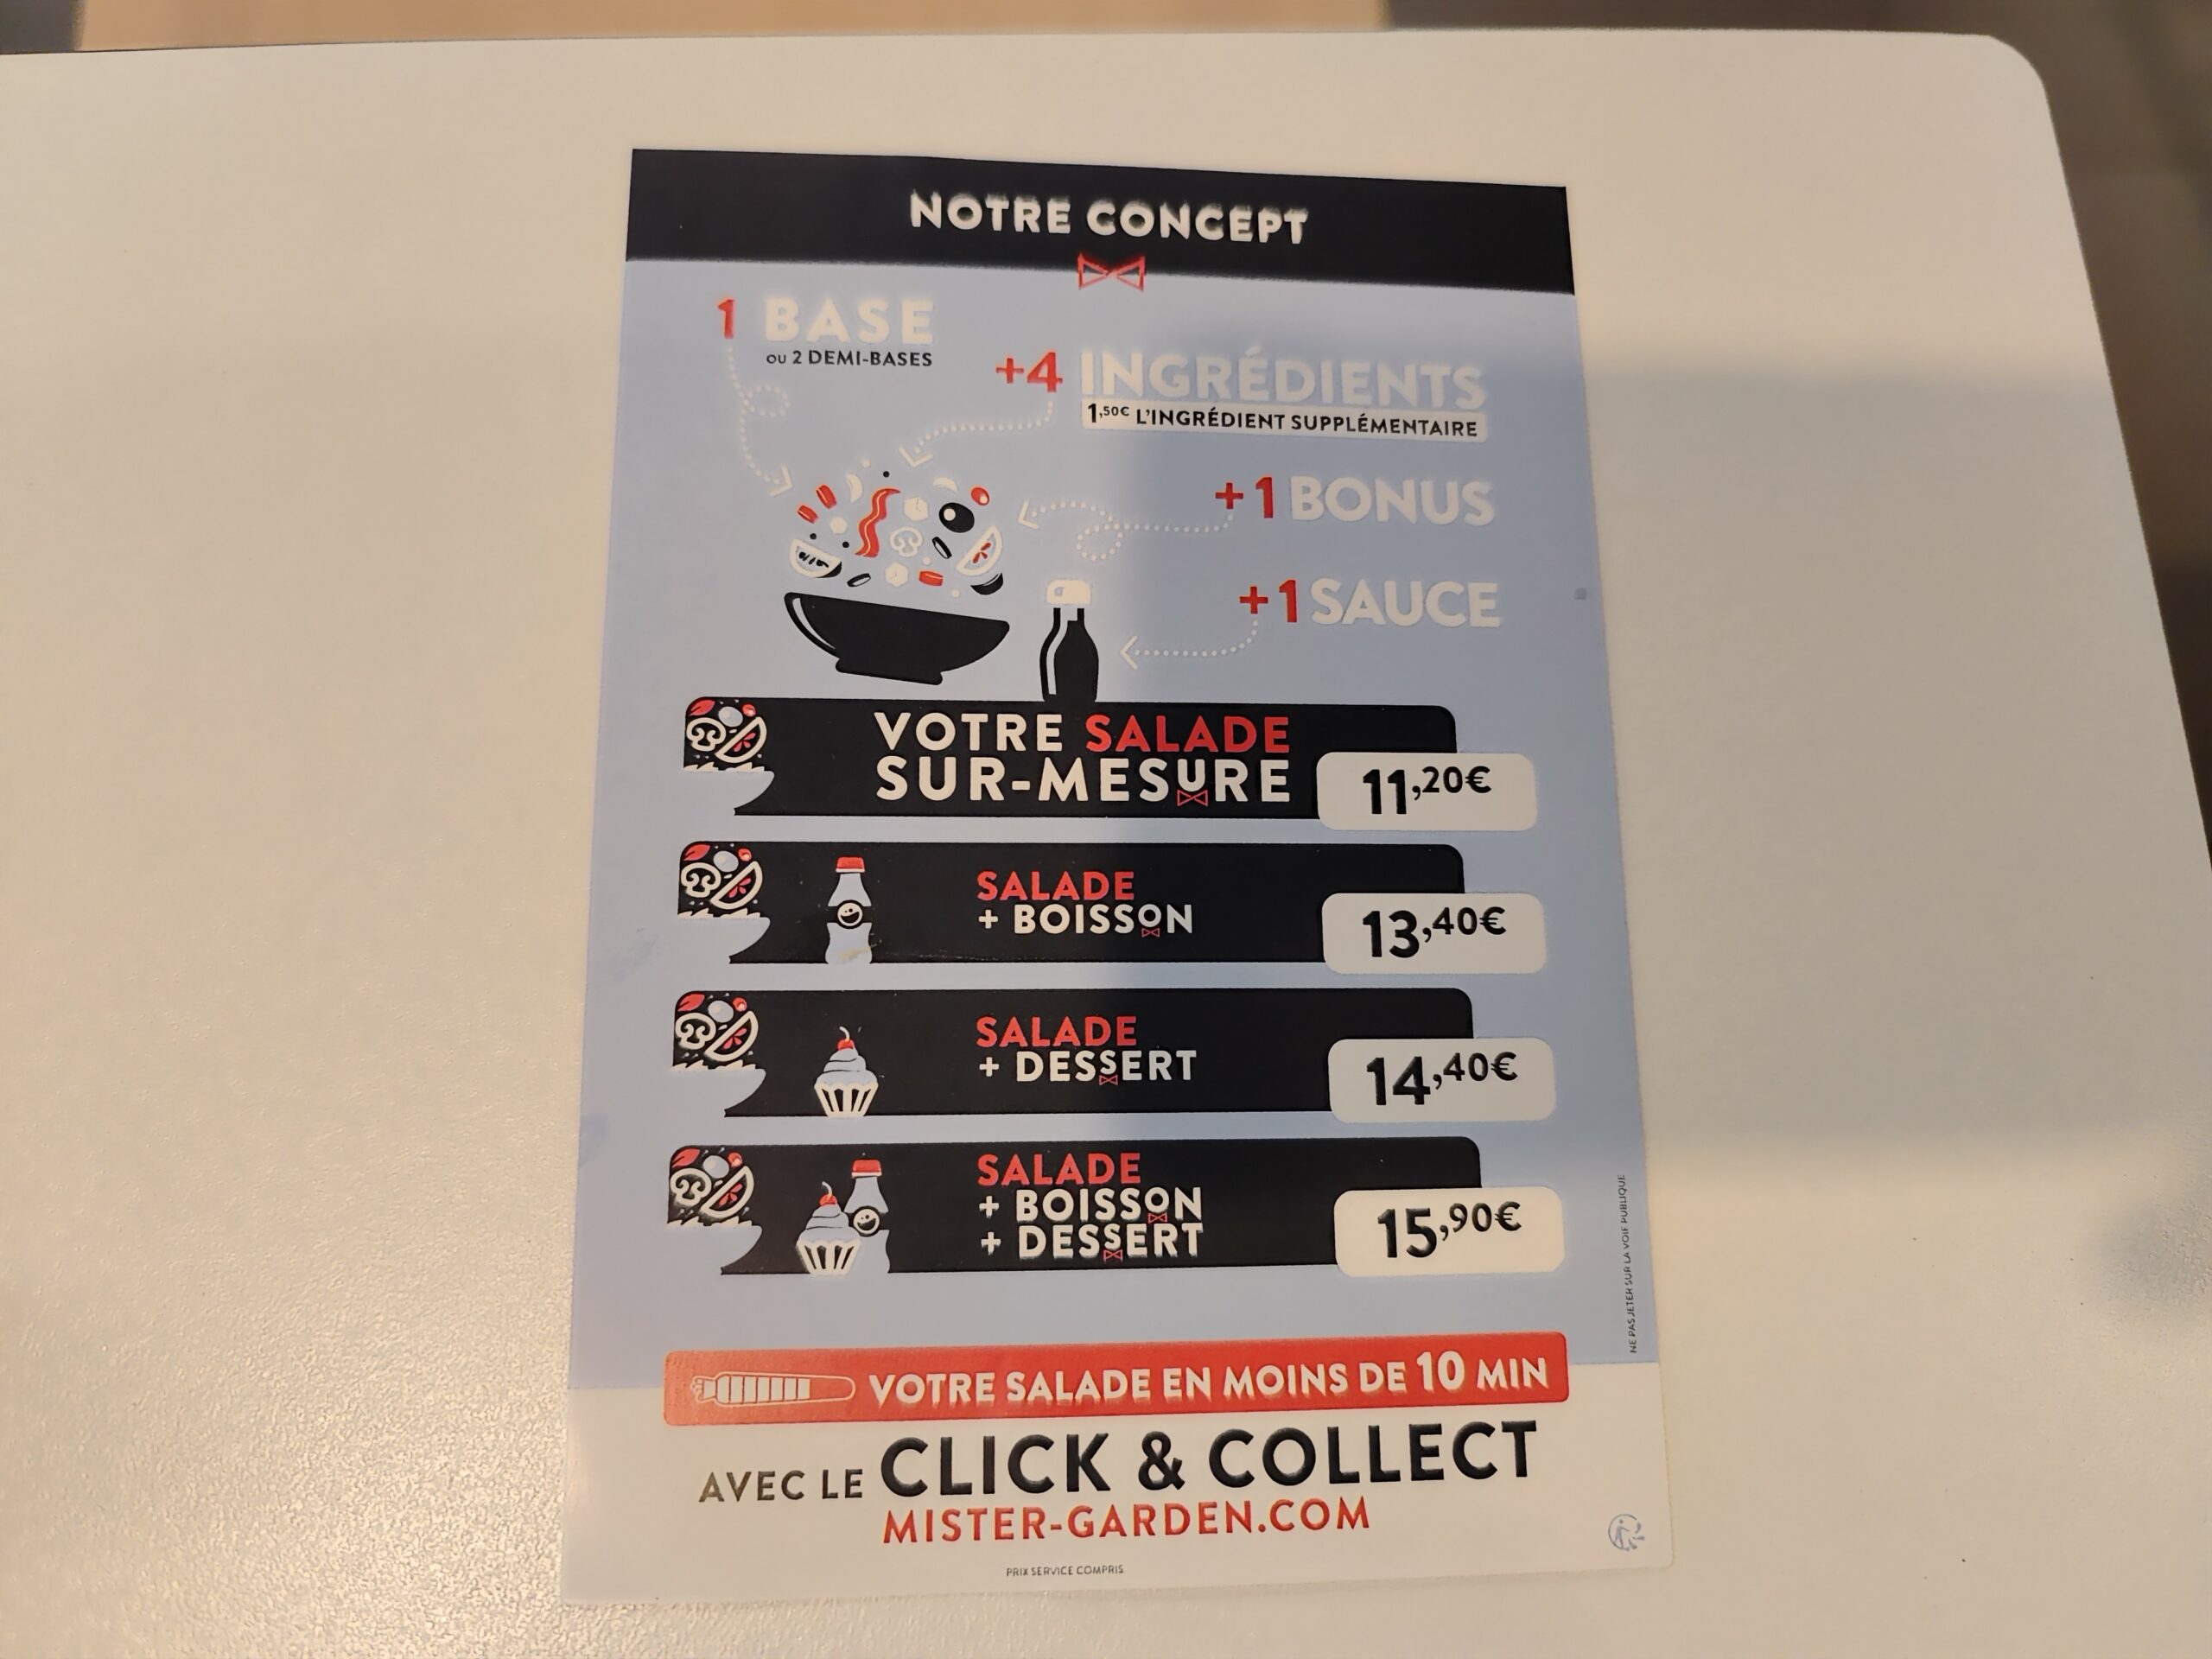 NOTRE CONCEPT
1 BASE
OU 2 DEMI-BASES
+4 INGRÉDIENTS
1,50€ L'INGRÉDIENT SUPPLÉMENTAIRE
+1 BONUS
+1 SAUCE
VOTRE SALADE
SUR-MESURE
11,20€
SALADE
+ BOISSON
13,40€
SALADE
+ DESSERT
14,40€
SALADE
+ BOISSON
+ DESSERT
15,90€
NE PAS JETER SUR LA VOIE PUBLIQUE
VOTRE SALADE EN MOINS DE 10 MIN
AVEC LE CLICK & COLLECT
MISTER-GARDEN.COM
PRIX SERVICE COMPRIS